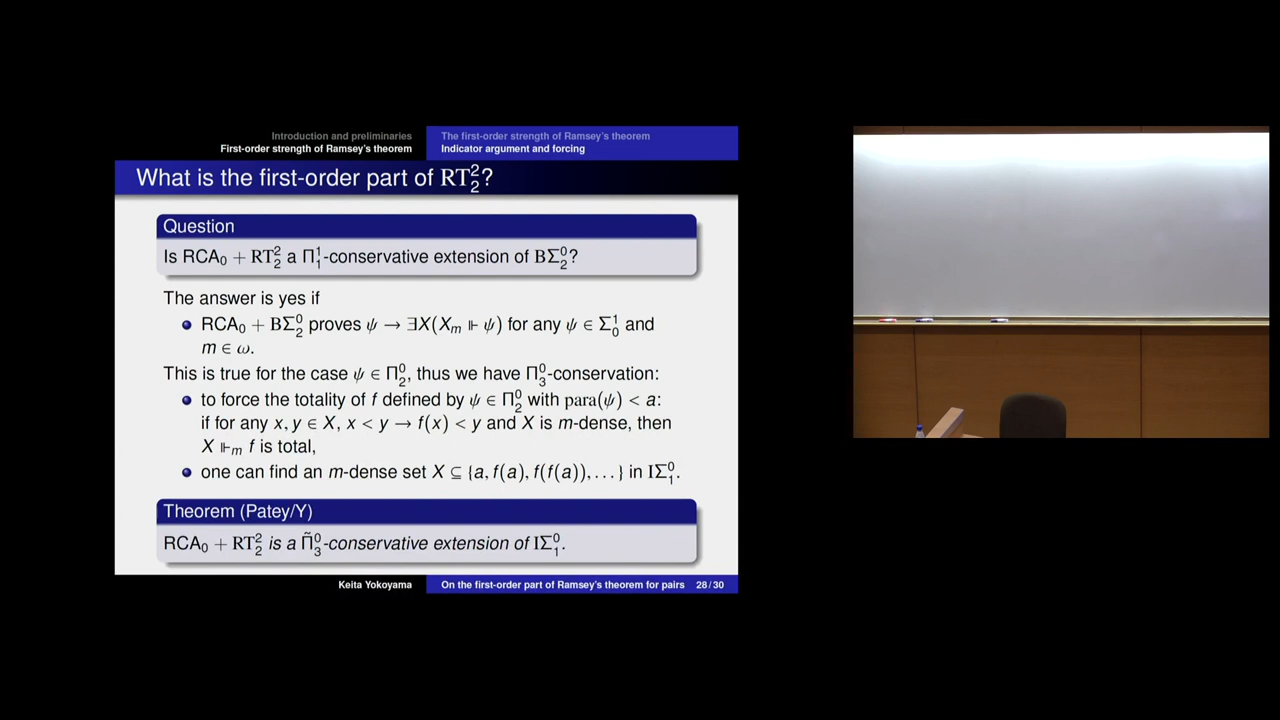 Introduction and preliminaries
First-order strength of Ramsey's theorem
The first-order strength of Ramsey's theorem
Indicator argument and forcing
What is the first-order part of RT²₂?
Question
Is RCA₀ + RT²₂ a Π¹₁-conservative extension of BΣ⁰₂?
The answer is yes if
RCA₀ + BΣ⁰₂ proves ψ → ∃X(Xₘ ⊩ ψ) for any ψ ∈ Σ¹₀ and
m ∈ ω.
This is true for the case ψ ∈ Π⁰₂, thus we have Π⁰₃-conservation:
to force the totality of f defined by ψ ∈ Π⁰₂ with para(ψ) < a:
if for any x, y ∈ X, x < y → f(x) < y and X is m-dense, then
X ⊩ₘ f is total,
one can find an m-dense set X ⊆ {a, f(a), f(f(a)), . . . } in IΣ⁰₁.
Theorem (Patey/Y)
RCA₀ + RT²₂ is a Π̃⁰₃-conservative extension of IΣ⁰₁.
Keita Yokoyama
On the first-order part of Ramsey's theorem for pairs
28 / 30